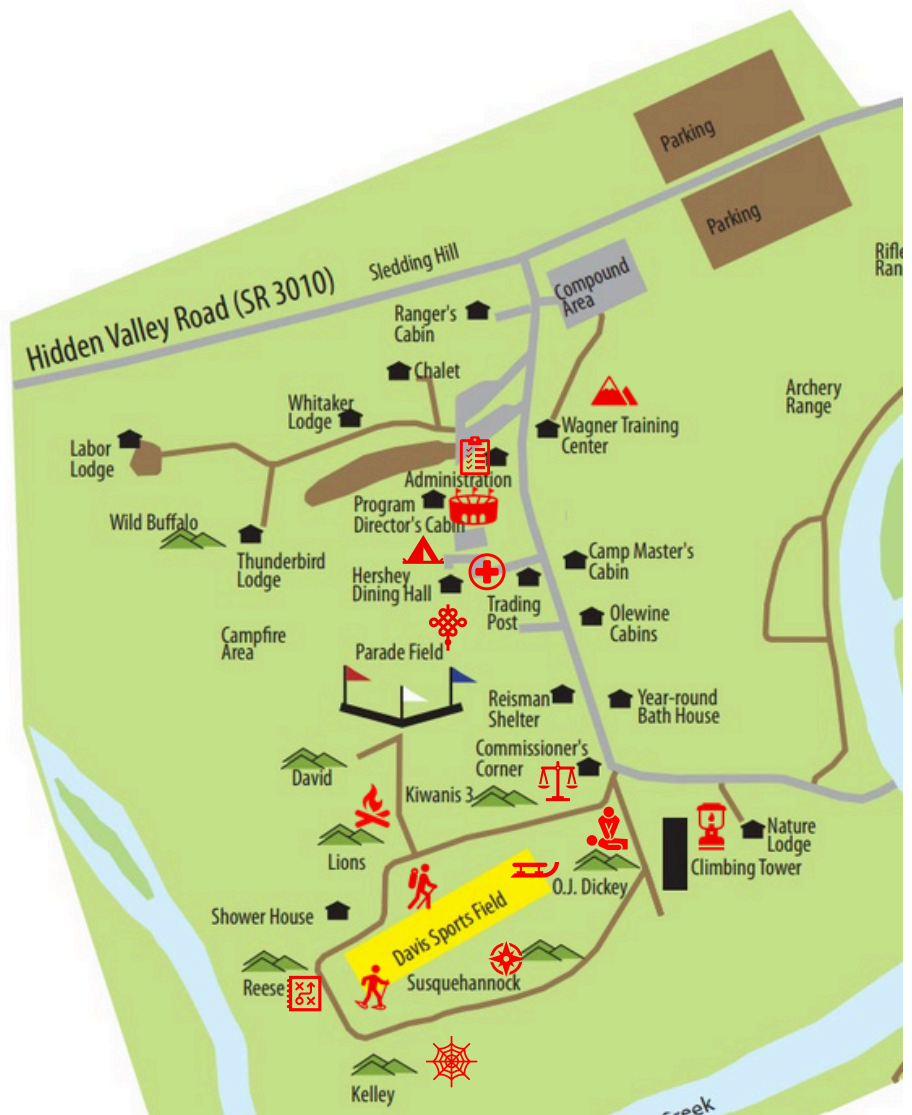 Parking
Parking
Rifle
Ran
Hidden Valley Road (SR 3010)
Sledding Hill
Compound
Area
Ranger's
Cabin
Chalet
Archery
Range
Whitaker
Lodge
Wagner Training
Center
Labor
Lodge
Administration
Program
Director's Cabin
Wild Buffalo
Thunderbird
Lodge
Camp Master's
Cabin
Hershey
Dining Hall
Trading
Post
Olewine
Cabins
Campfire
Area
Parade Field
Reisman
Shelter
Year-round
Bath House
Commissioner's
Corner
David
Kiwanis 3
Lions
Nature
Lodge
Climbing Tower
O.J. Dickey
Shower House
Davis Sports Field
Reese
Susquehannock
Kelley
Creek